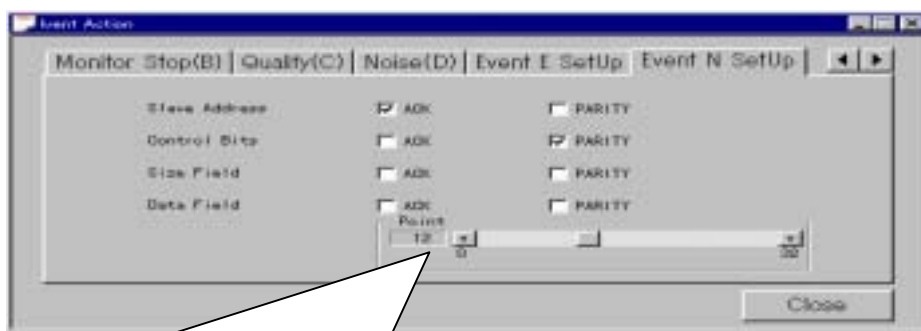 Event Action
Monitor Stop(B) Quality(C) Noise(D) Event E SetUp Event N SetUp
Slave Address ACK PARITY
Control Bits ACK PARITY
Size Field ACK PARITY
Data Field ACK PARITY
Point
12
0 32
Close